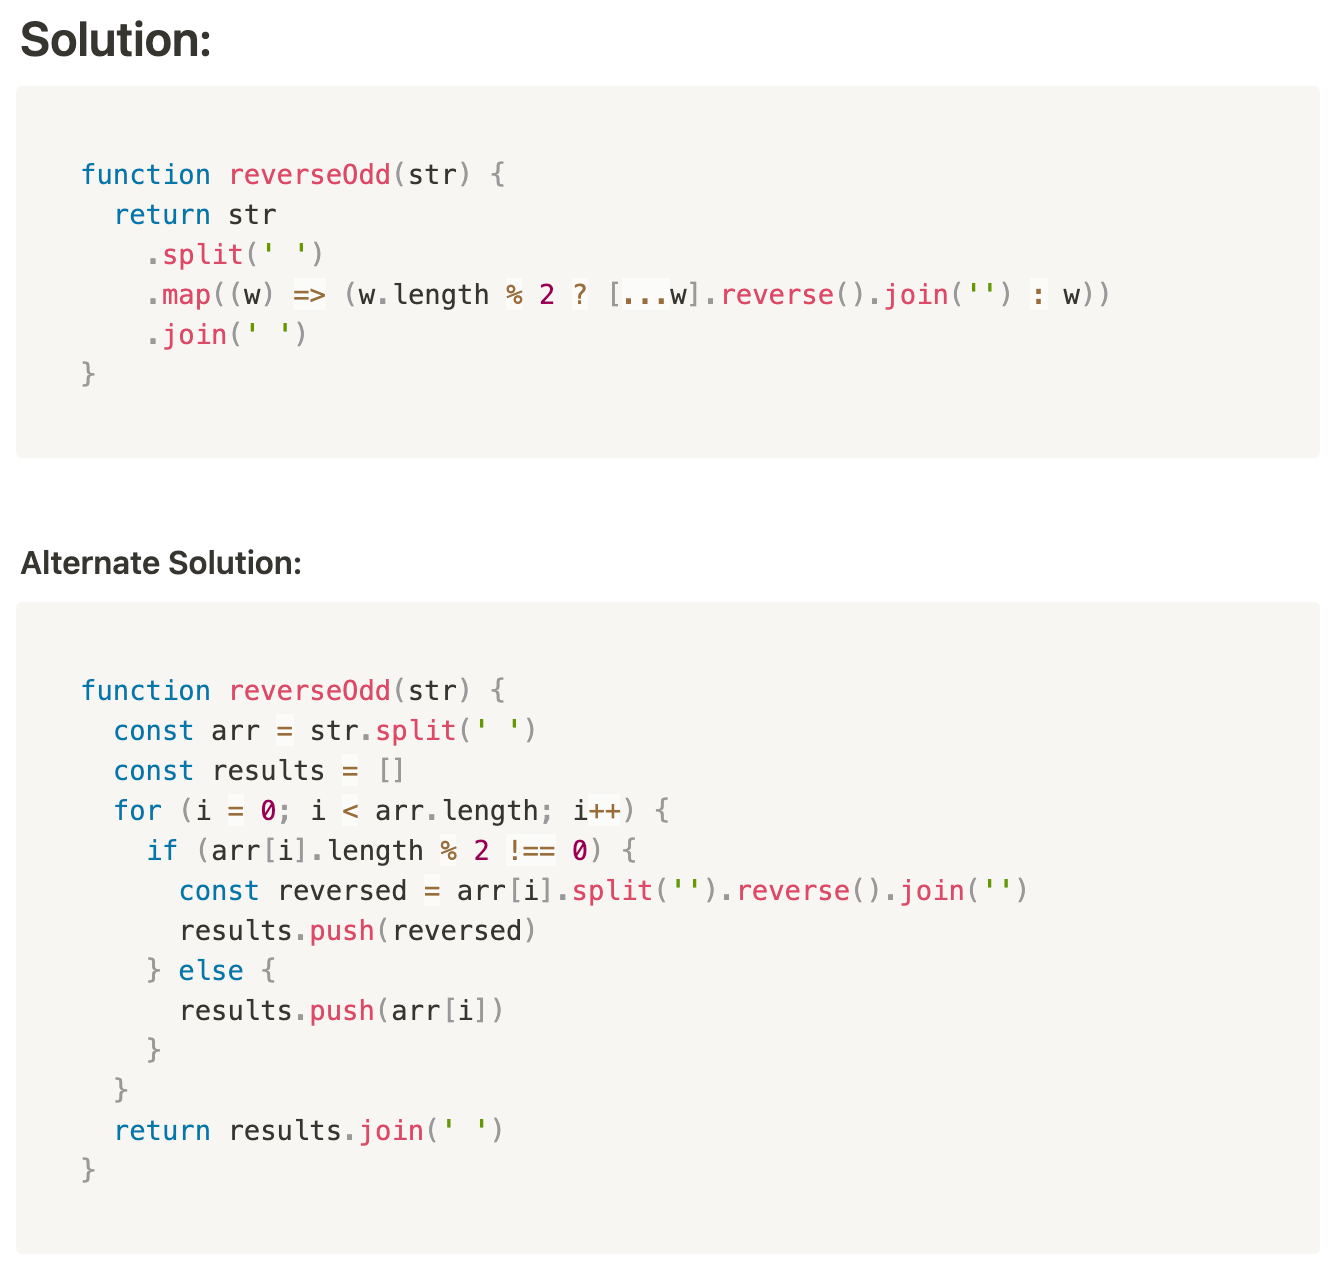 Solution:
function reverseOdd(str) {
  return str
    .split(' ')
    .map((w) => (w.length % 2 ? [...w].reverse().join('') : w))
    .join(' ')
}
Alternate Solution:
function reverseOdd(str) {
  const arr = str.split(' ')
  const results = []
  for (i = 0; i < arr.length; i++) {
    if (arr[i].length % 2 !== 0) {
      const reversed = arr[i].split('').reverse().join('')
      results.push(reversed)
    } else {
      results.push(arr[i])
    }
  }
  return results.join(' ')
}